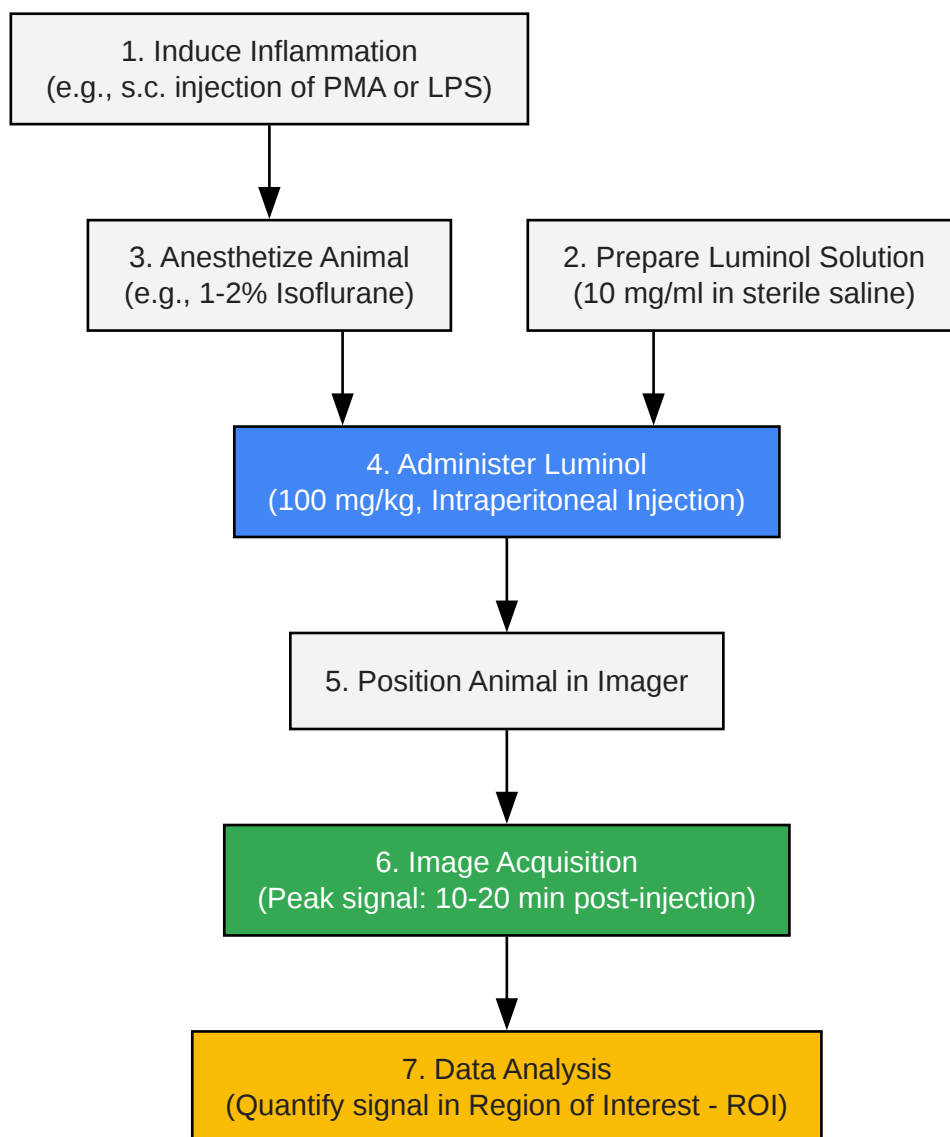 1. Induce Inflammation
(e.g., s.c. injection of PMA or LPS)
3. Anesthetize Animal
(e.g., 1-2% Isoflurane)
2. Prepare Luminol Solution
(10 mg/ml in sterile saline)
4. Administer Luminol
(100 mg/kg, Intraperitoneal Injection)
5. Position Animal in Imager
6. Image Acquisition
(Peak signal: 10-20 min post-injection)
7. Data Analysis
(Quantify signal in Region of Interest - ROI)